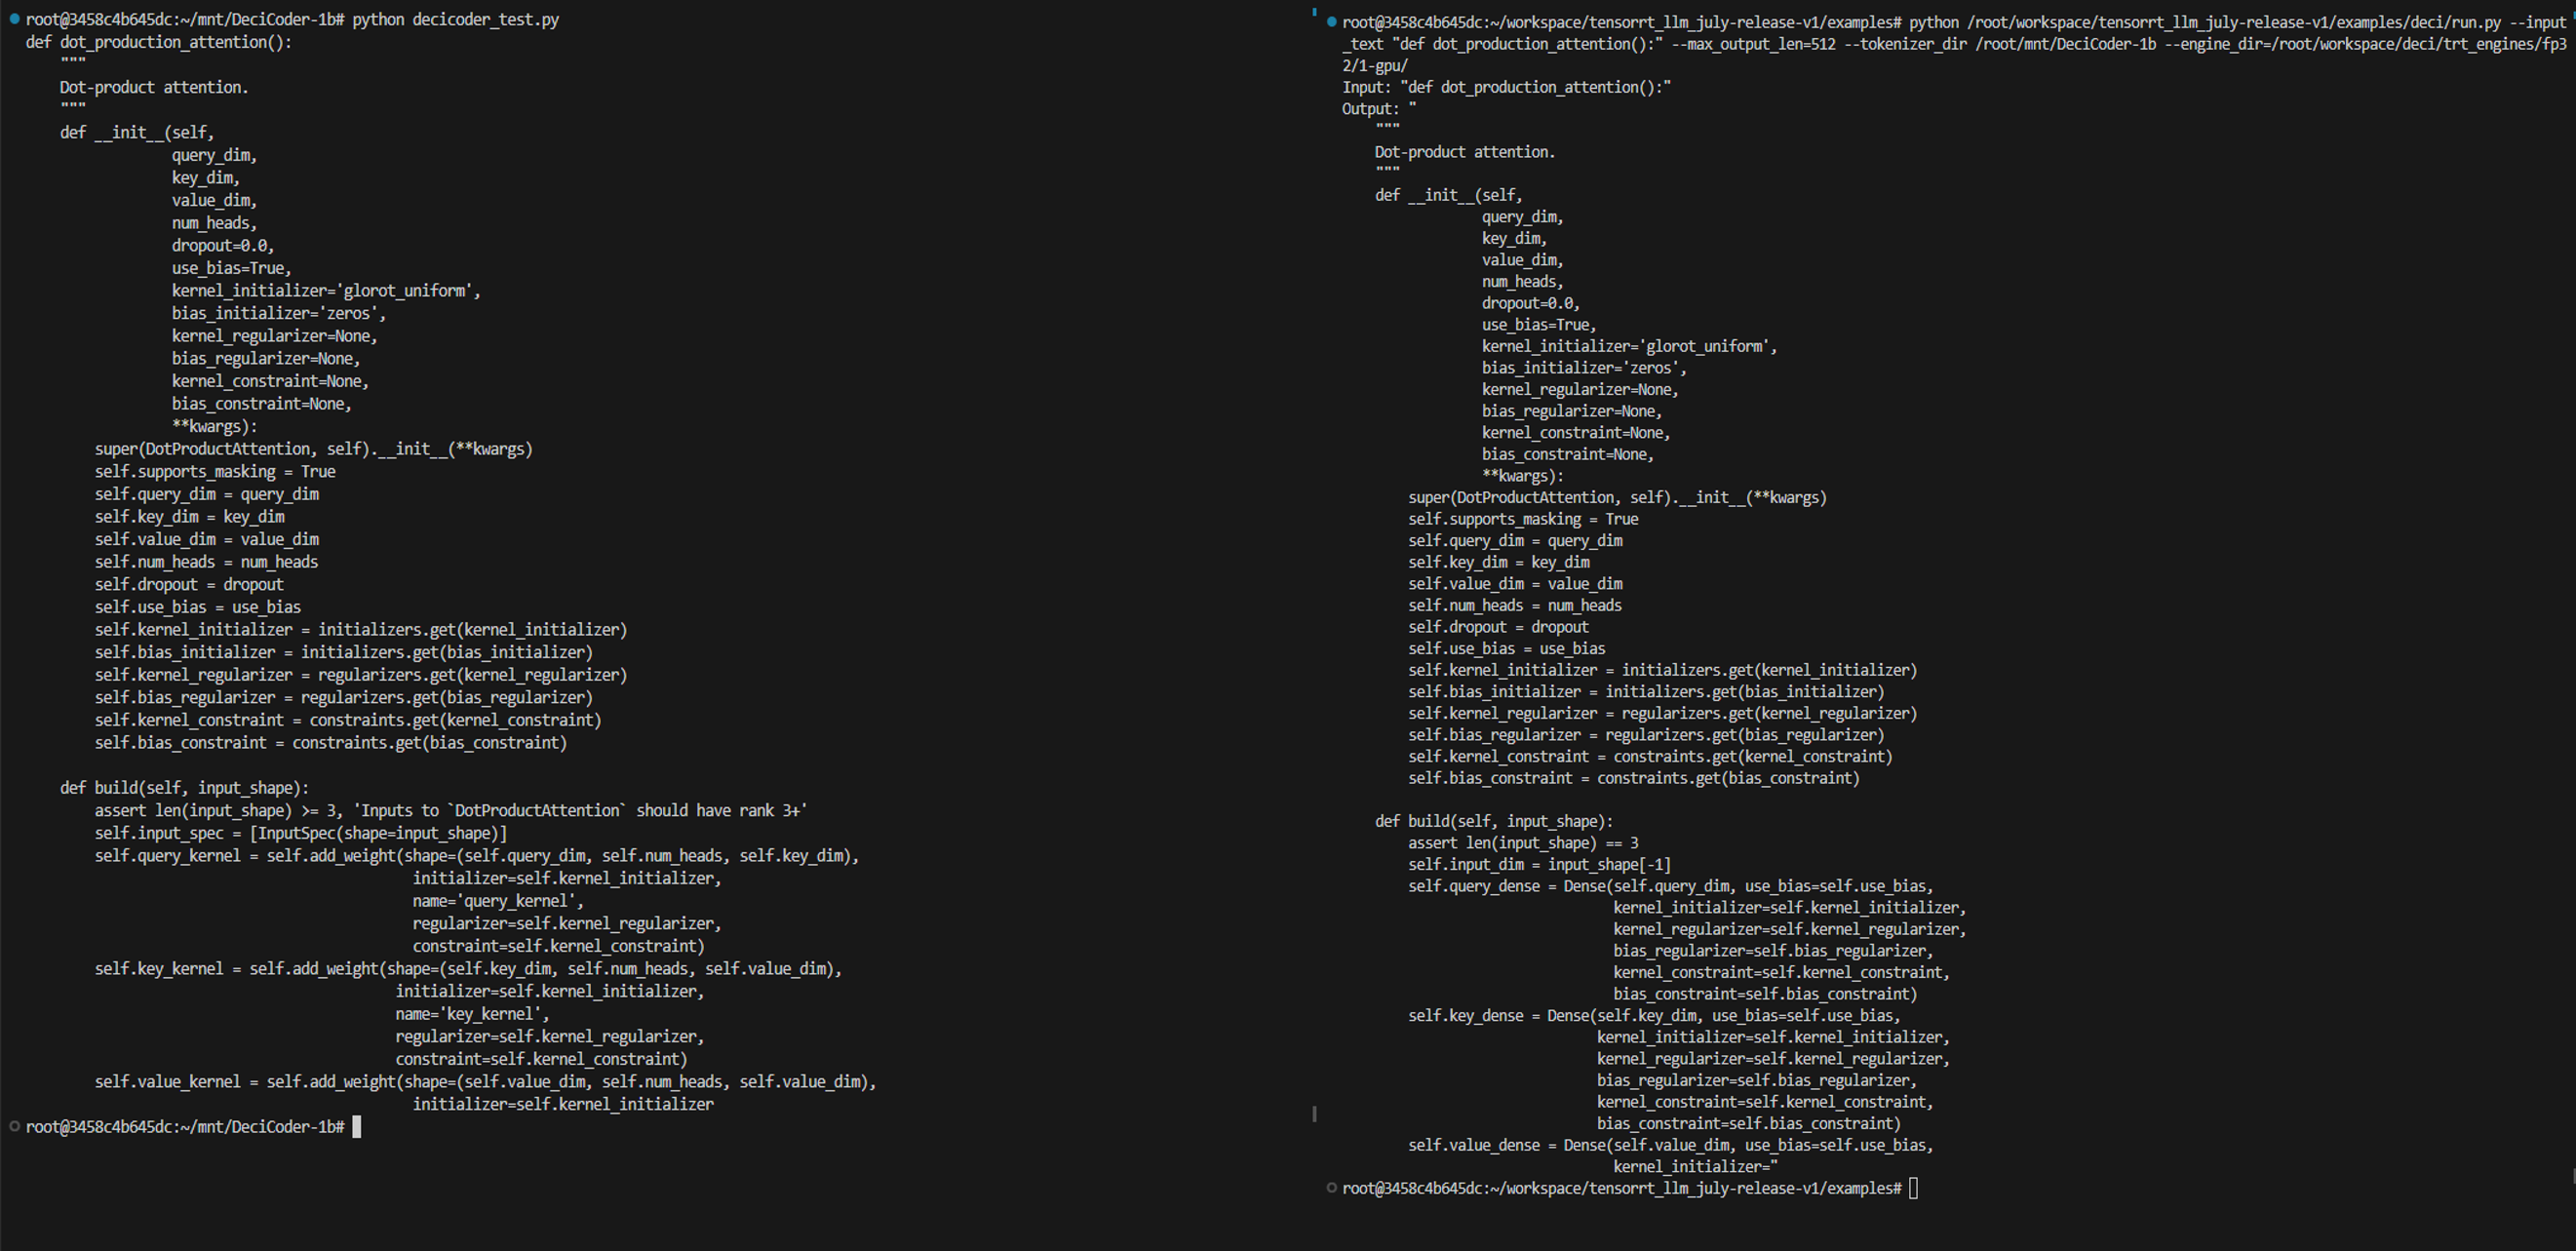 root@3458c4b645dc:~/mnt/DeciCoder-1b# python decicoder_test.py
def dot_production_attention():
    """
    Dot-product attention.
    """
    def __init__(self,
                 query_dim,
                 key_dim,
                 value_dim,
                 num_heads,
                 dropout=0.0,
                 use_bias=True,
                 kernel_initializer='glorot_uniform',
                 bias_initializer='zeros',
                 kernel_regularizer=None,
                 bias_regularizer=None,
                 kernel_constraint=None,
                 bias_constraint=None,
                 **kwargs):
        super(DotProductAttention, self).__init__(**kwargs)
        self.supports_masking = True
        self.query_dim = query_dim
        self.key_dim = key_dim
        self.value_dim = value_dim
        self.num_heads = num_heads
        self.dropout = dropout
        self.use_bias = use_bias
        self.kernel_initializer = initializers.get(kernel_initializer)
        self.bias_initializer = initializers.get(bias_initializer)
        self.kernel_regularizer = regularizers.get(kernel_regularizer)
        self.bias_regularizer = regularizers.get(bias_regularizer)
        self.kernel_constraint = constraints.get(kernel_constraint)
        self.bias_constraint = constraints.get(bias_constraint)

    def build(self, input_shape):
        assert len(input_shape) >= 3, 'Inputs to `DotProductAttention` should have rank 3+'
        self.input_spec = [InputSpec(shape=input_shape)]
        self.query_kernel = self.add_weight(shape=(self.query_dim, self.num_heads, self.key_dim),
                                             initializer=self.kernel_initializer,
                                             name='query_kernel',
                                             regularizer=self.kernel_regularizer,
                                             constraint=self.kernel_constraint)
        self.key_kernel = self.add_weight(shape=(self.key_dim, self.num_heads, self.value_dim),
                                           initializer=self.kernel_initializer,
                                           name='key_kernel',
                                           regularizer=self.kernel_regularizer,
                                           constraint=self.kernel_constraint)
        self.value_kernel = self.add_weight(shape=(self.value_dim, self.num_heads, self.value_dim),
                                             initializer=self.kernel_initializer
root@3458c4b645dc:~/mnt/DeciCoder-1b#
root@3458c4b645dc:~/workspace/tensorrt_llm_july-release-v1/examples# python /root/workspace/tensorrt_llm_july-release-v1/examples/deci/run.py --input
_text "def dot_production_attention():" --max_output_len=512 --tokenizer_dir /root/mnt/DeciCoder-1b --engine_dir=/root/workspace/deci/trt_engines/fp3
2/1-gpu/
Input: "def dot_production_attention():"
Output: "
    """
    Dot-product attention.
    """
    def __init__(self,
                 query_dim,
                 key_dim,
                 value_dim,
                 num_heads,
                 dropout=0.0,
                 use_bias=True,
                 kernel_initializer='glorot_uniform',
                 bias_initializer='zeros',
                 kernel_regularizer=None,
                 bias_regularizer=None,
                 kernel_constraint=None,
                 bias_constraint=None,
                 **kwargs):
        super(DotProductAttention, self).__init__(**kwargs)
        self.supports_masking = True
        self.query_dim = query_dim
        self.key_dim = key_dim
        self.value_dim = value_dim
        self.num_heads = num_heads
        self.dropout = dropout
        self.use_bias = use_bias
        self.kernel_initializer = initializers.get(kernel_initializer)
        self.bias_initializer = initializers.get(bias_initializer)
        self.kernel_regularizer = regularizers.get(kernel_regularizer)
        self.bias_regularizer = regularizers.get(bias_regularizer)
        self.kernel_constraint = constraints.get(kernel_constraint)
        self.bias_constraint = constraints.get(bias_constraint)

    def build(self, input_shape):
        assert len(input_shape) == 3
        self.input_dim = input_shape[-1]
        self.query_dense = Dense(self.query_dim, use_bias=self.use_bias,
                                 kernel_initializer=self.kernel_initializer,
                                 kernel_regularizer=self.kernel_regularizer,
                                 bias_regularizer=self.bias_regularizer,
                                 kernel_constraint=self.kernel_constraint,
                                 bias_constraint=self.bias_constraint)
        self.key_dense = Dense(self.key_dim, use_bias=self.use_bias,
                               kernel_initializer=self.kernel_initializer,
                               kernel_regularizer=self.kernel_regularizer,
                               bias_regularizer=self.bias_regularizer,
                               kernel_constraint=self.kernel_constraint,
                               bias_constraint=self.bias_constraint)
        self.value_dense = Dense(self.value_dim, use_bias=self.use_bias,
                                 kernel_initializer="
root@3458c4b645dc:~/workspace/tensorrt_llm_july-release-v1/examples#